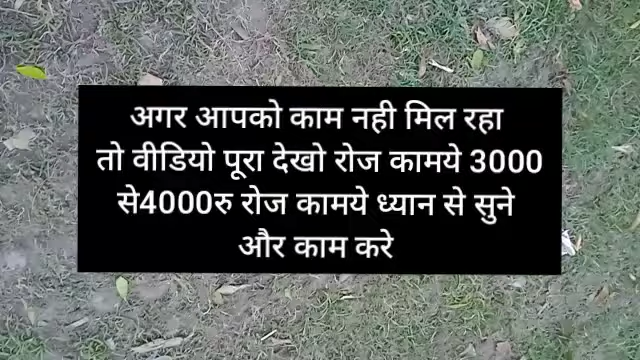 अगर आपको काम नही मिल रहा
तो वीडियो पूरा देखो रोज कामये 3000
से4000रु रोज कामये ध्यान से सुने
और काम करे